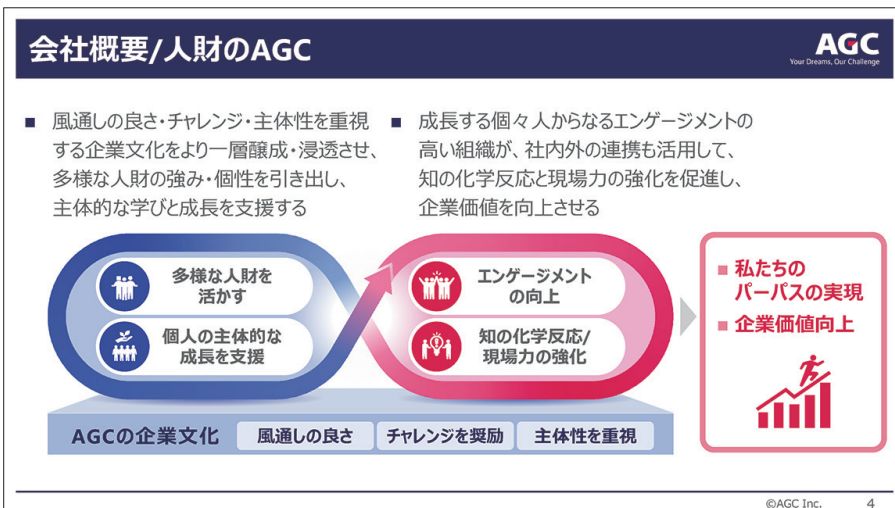 会社概要/人財のAGC
AGC
Your Dreams, Our Challenge
■ 風通しの良さ・チャレンジ・主体性を重視
する企業文化をより一層醸成・浸透させ、
多様な人財の強み・個性を引き出し、
主体的な学びと成長を支援する
■ 成長する個々人からなるエンゲージメントの
高い組織が、社内外の連携も活用して、
知の化学反応と現場力の強化を促進し、
企業価値を向上させる
多様な人財を
活かす
個人の主体的な
成長を支援
エンゲージメント
の向上
知の化学反応/
現場力の強化
■ 私たちの
パーパスの実現
■ 企業価値向上
AGCの企業文化
風通しの良さ
チャレンジを奨励
主体性を重視
©AGC Inc.
4